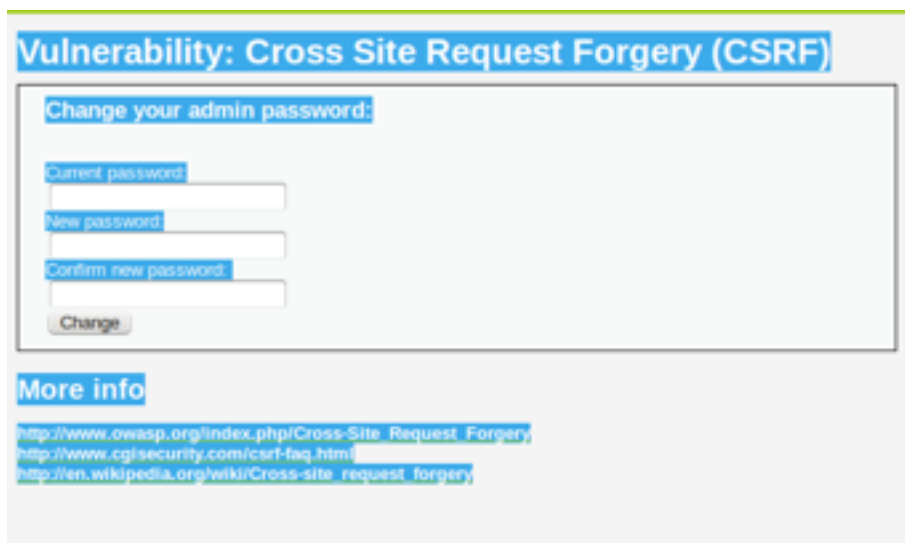 Vulnerability: Cross Site Request Forgery (CSRF)
Change your admin password:
Current password:
New password:
Confirm new password:
Change
More info
http://www.owasp.org/index.php/Cross-Site_Request_Forgery
http://www.cgisecurity.com/csrf-faq.html
http://en.wikipedia.org/wiki/Cross-site_request_forgery